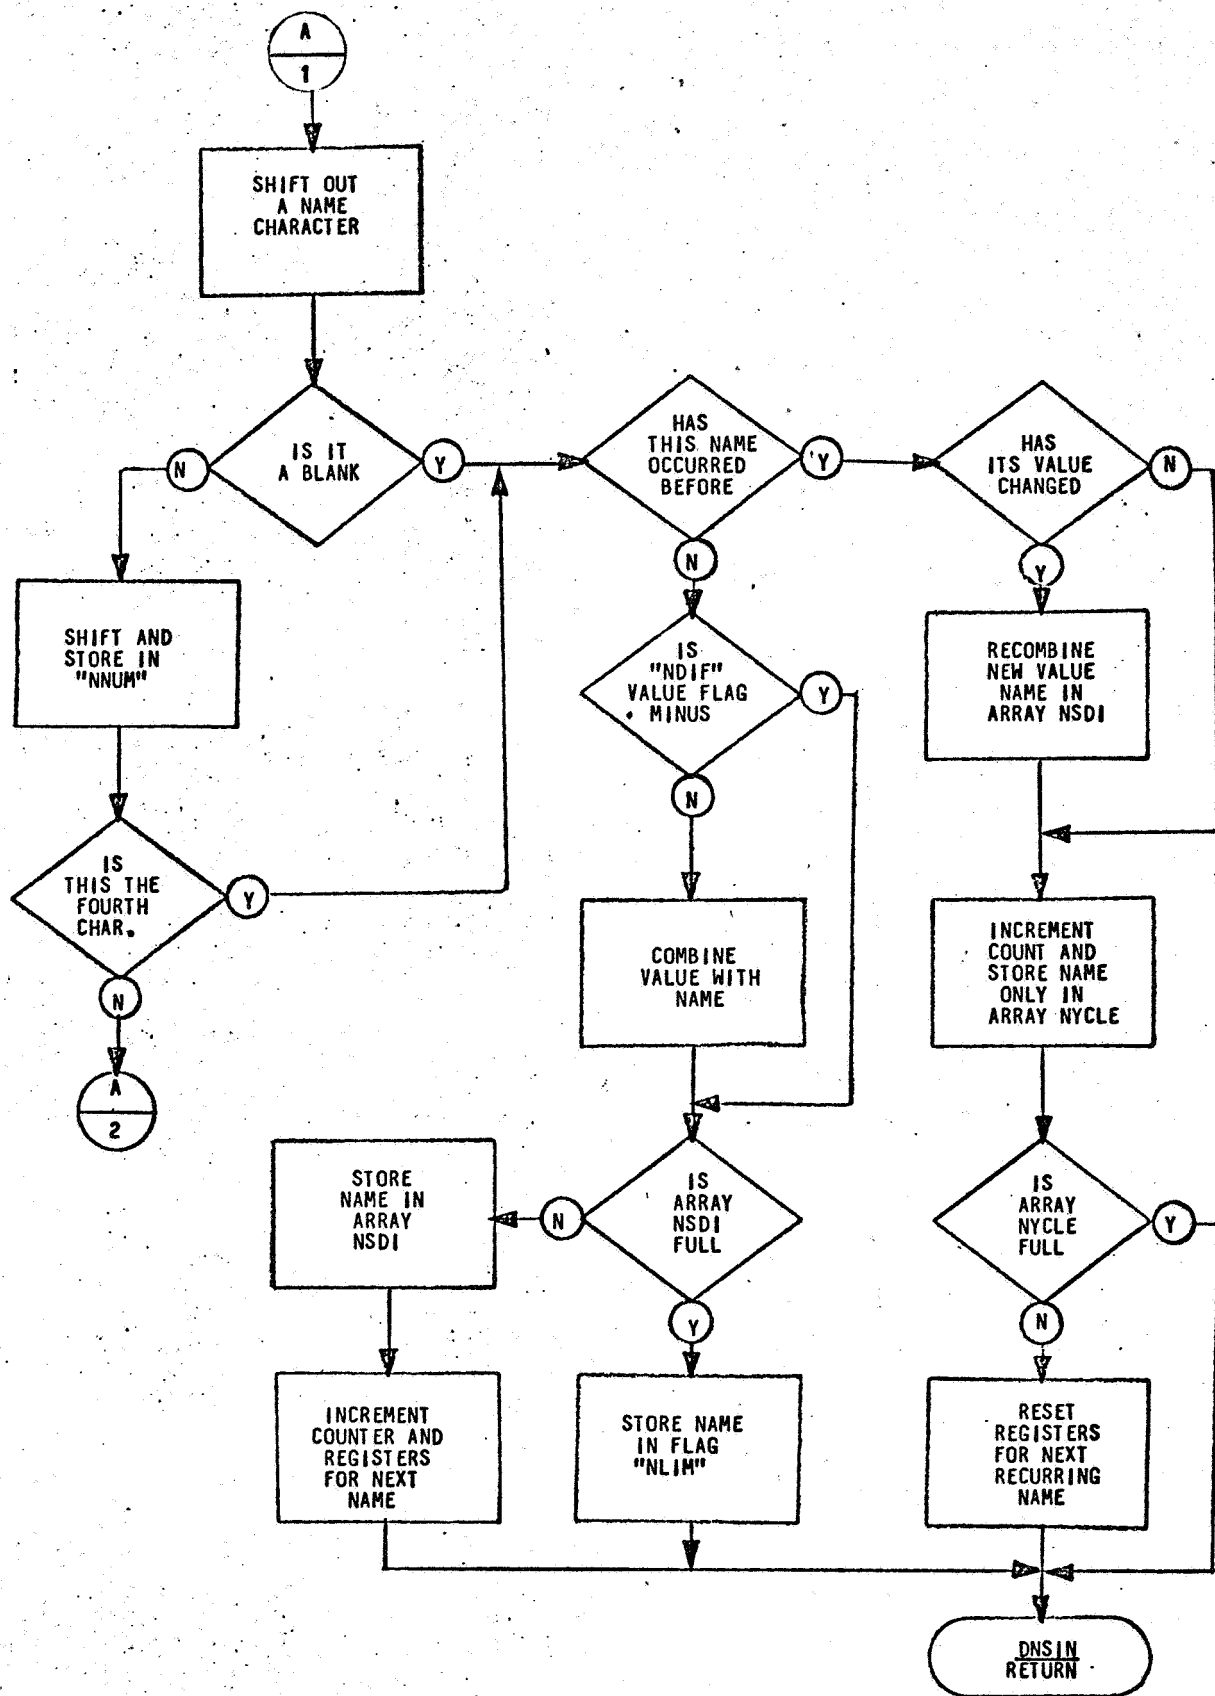 A
1
SHIFT OUT
A NAME
CHARACTER
IS IT
A BLANK
N
Y
HAS
THIS NAME
OCCURRED
BEFORE
Y
N
HAS
ITS VALUE
CHANGED
N
Y
SHIFT AND
STORE IN
"NNUM"
IS
"NDIF"
VALUE FLAG
MINUS
Y
N
RECOMBINE
NEW VALUE
NAME IN
ARRAY NSDI
IS
THIS THE
FOURTH
CHAR.
Y
N
A
2
COMBINE
VALUE WITH
NAME
INCREMENT
COUNT AND
STORE NAME
ONLY IN
ARRAY NYCLE
STORE
NAME IN
ARRAY
NSDI
N
IS
ARRAY
NSDI
FULL
Y
IS
ARRAY
NYCLE
FULL
Y
N
INCREMENT
COUNTER AND
REGISTERS
FOR NEXT
NAME
STORE NAME
IN FLAG
"NLIM"
RESET
REGISTERS
FOR NEXT
RECURRING
NAME
DNSIN
RETURN